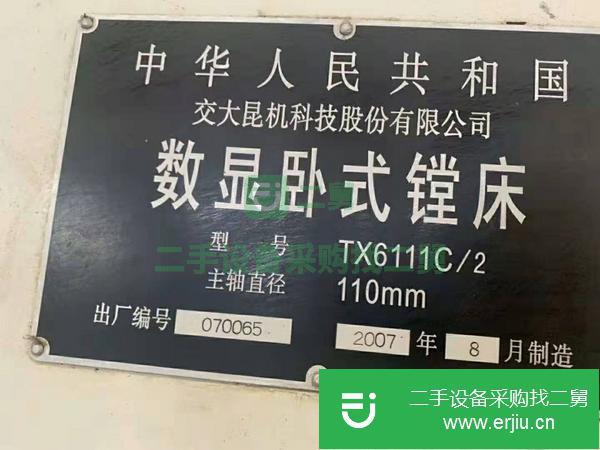 中华人民共和国
交大昆机科技股份有限公司
数显卧式镗床
二舅
型号 TX6111C/2
二手设备采购找二舅
主轴直径 110mm
出厂编号 070065 2007 年 8 月制造
二手设备采购找二舅
www.erjiu.cn